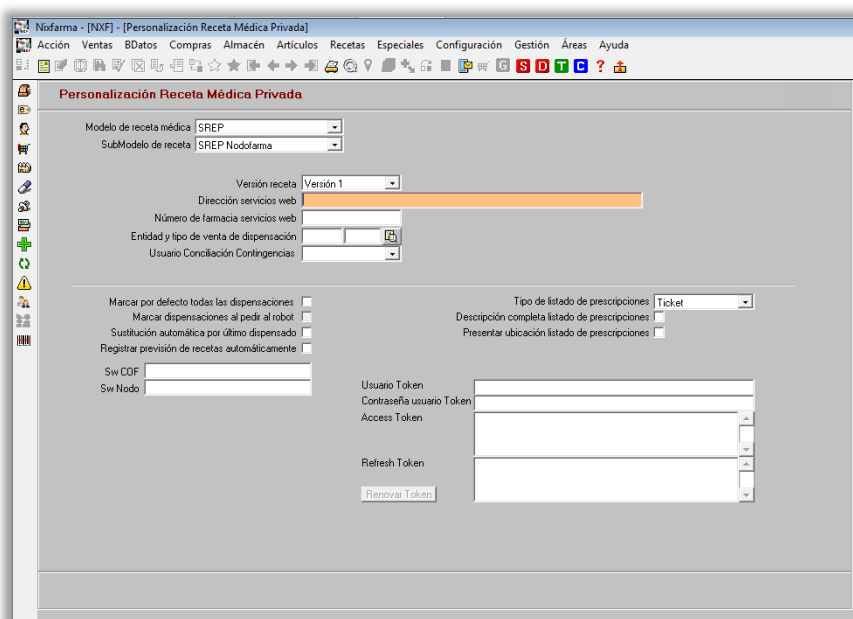 Nixfarma - [NXF] - [Personalización Receta Médica Privada]
Acción Ventas BDatos Compras Almacén Artículos Recetas Especiales Configuración Gestión Áreas Ayuda
G S D T C ?
Personalización Receta Médica Privada
Modelo de receta médica SREP
SubModelo de receta SREP Nodofarma
Versión receta Versión 1
Dirección servicios web
Número de farmacia servicios web
Entidad y tipo de venta de dispensación
Usuario Conciliación Contingencias
Marcar por defecto todas las dispensaciones
Marcar dispensaciones al pedir al robot
Sustitución automática por último dispensado
Registrar previsión de recetas automáticamente
Tipo de listado de prescripciones Ticket
Descripción completa listado de prescripciones
Presentar ubicación listado de prescripciones
Sw COF
Sw Nodo
Usuario Token
Contraseña usuario Token
Access Token
Refresh Token
Renovar Token